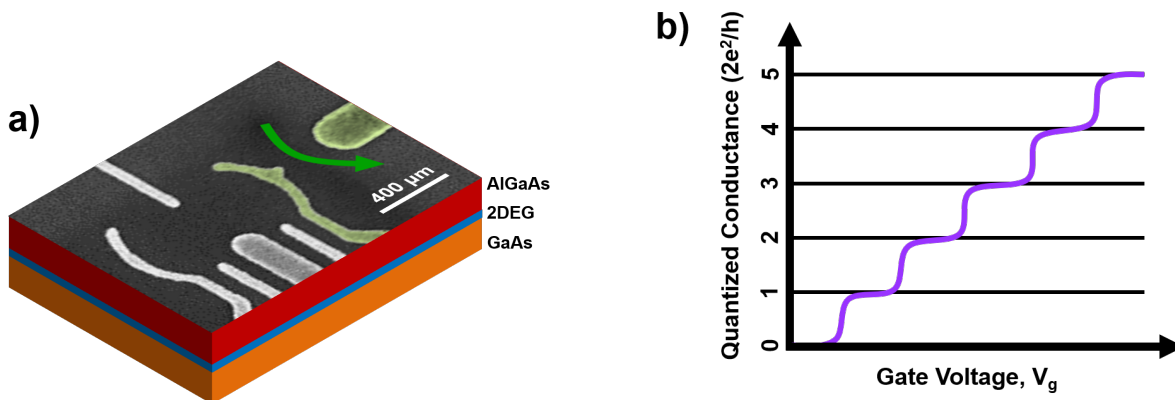 a)
400 µm
AlGaAs
2DEG
GaAs
b)
Quantized Conductance (2e²/h)
5
4
3
2
1
0
Gate Voltage, Vg